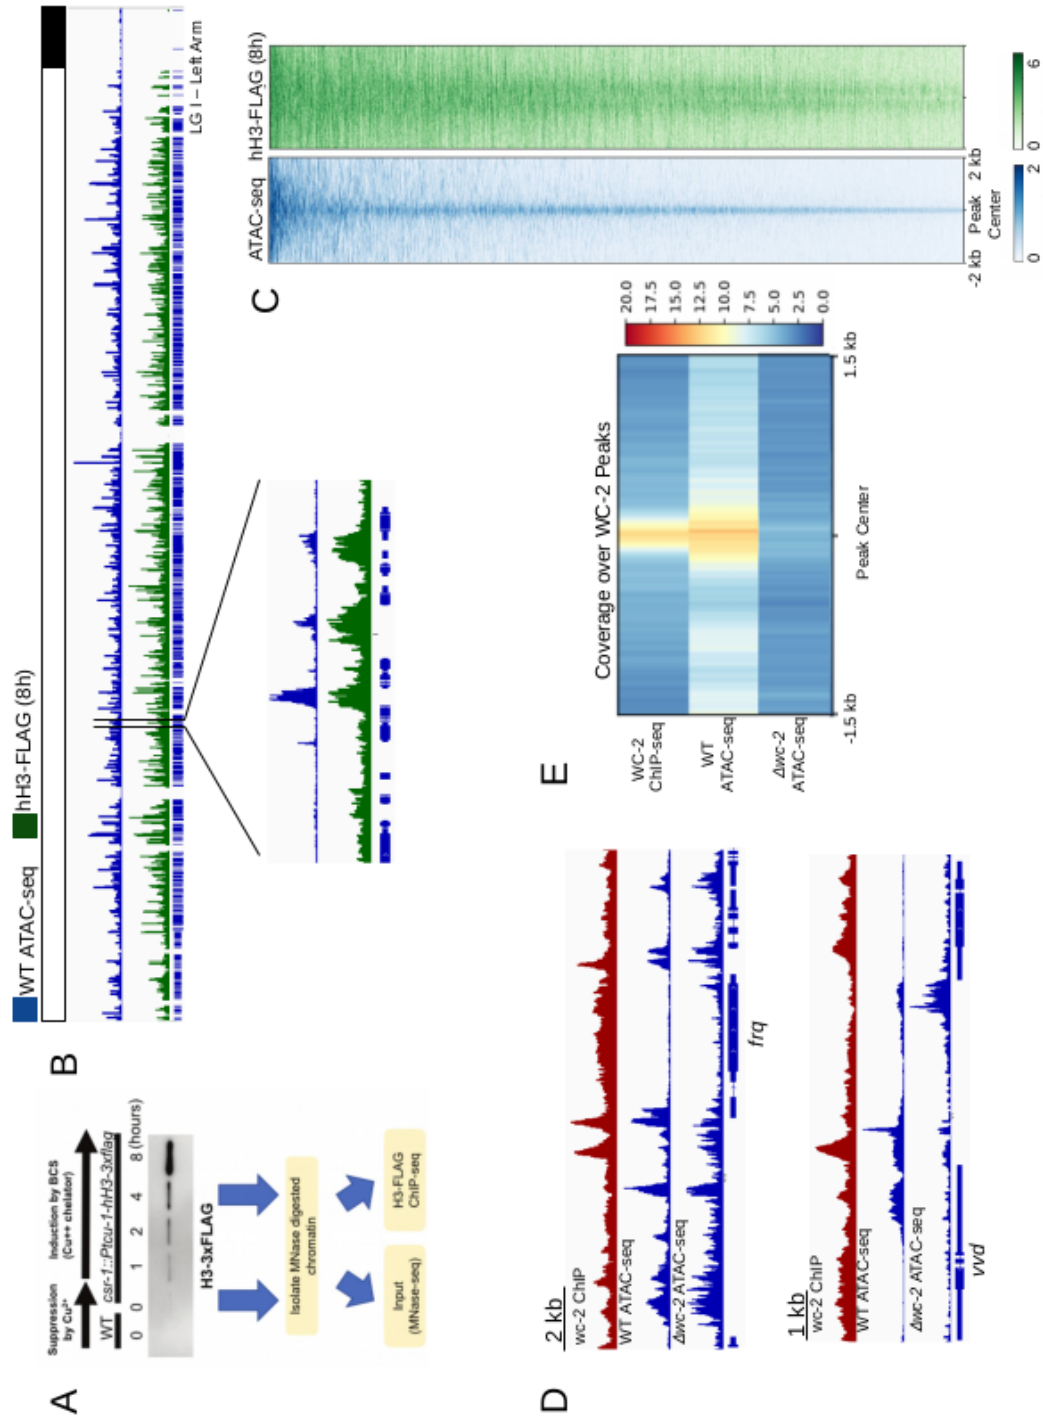 A
Suppression
by Cu²⁺
Induction by BCS
(Cu++ chelator)
WT
csr-1::Ptcu-1-hH3-3xflag
0 0 1 2 4 8 (hours)
H3-3xFLAG
Isolate MNase digested
chromatin
Input
(MNase-seq)
H3-FLAG
ChIP-seq
B
WT ATAC-seq
hH3-FLAG (8h)
LG I – Left Arm
C
ATAC-seq
hH3-FLAG (8h)
-2 kb
Peak
Center
2 kb
0 2
0 6
D
2 kb
wc-2 ChIP
WT ATAC-seq
Δwc-2 ATAC-seq
frq
1 kb
wc-2 ChIP
WT ATAC-seq
Δwc-2 ATAC-seq
vvd
E
Coverage over WC-2 Peaks
WC-2
ChIP-seq
WT
ATAC-seq
Δwc-2
ATAC-seq
-1.5 kb
Peak Center
1.5 kb
20.0
17.5
15.0
12.5
10.0
7.5
5.0
2.5
0.0